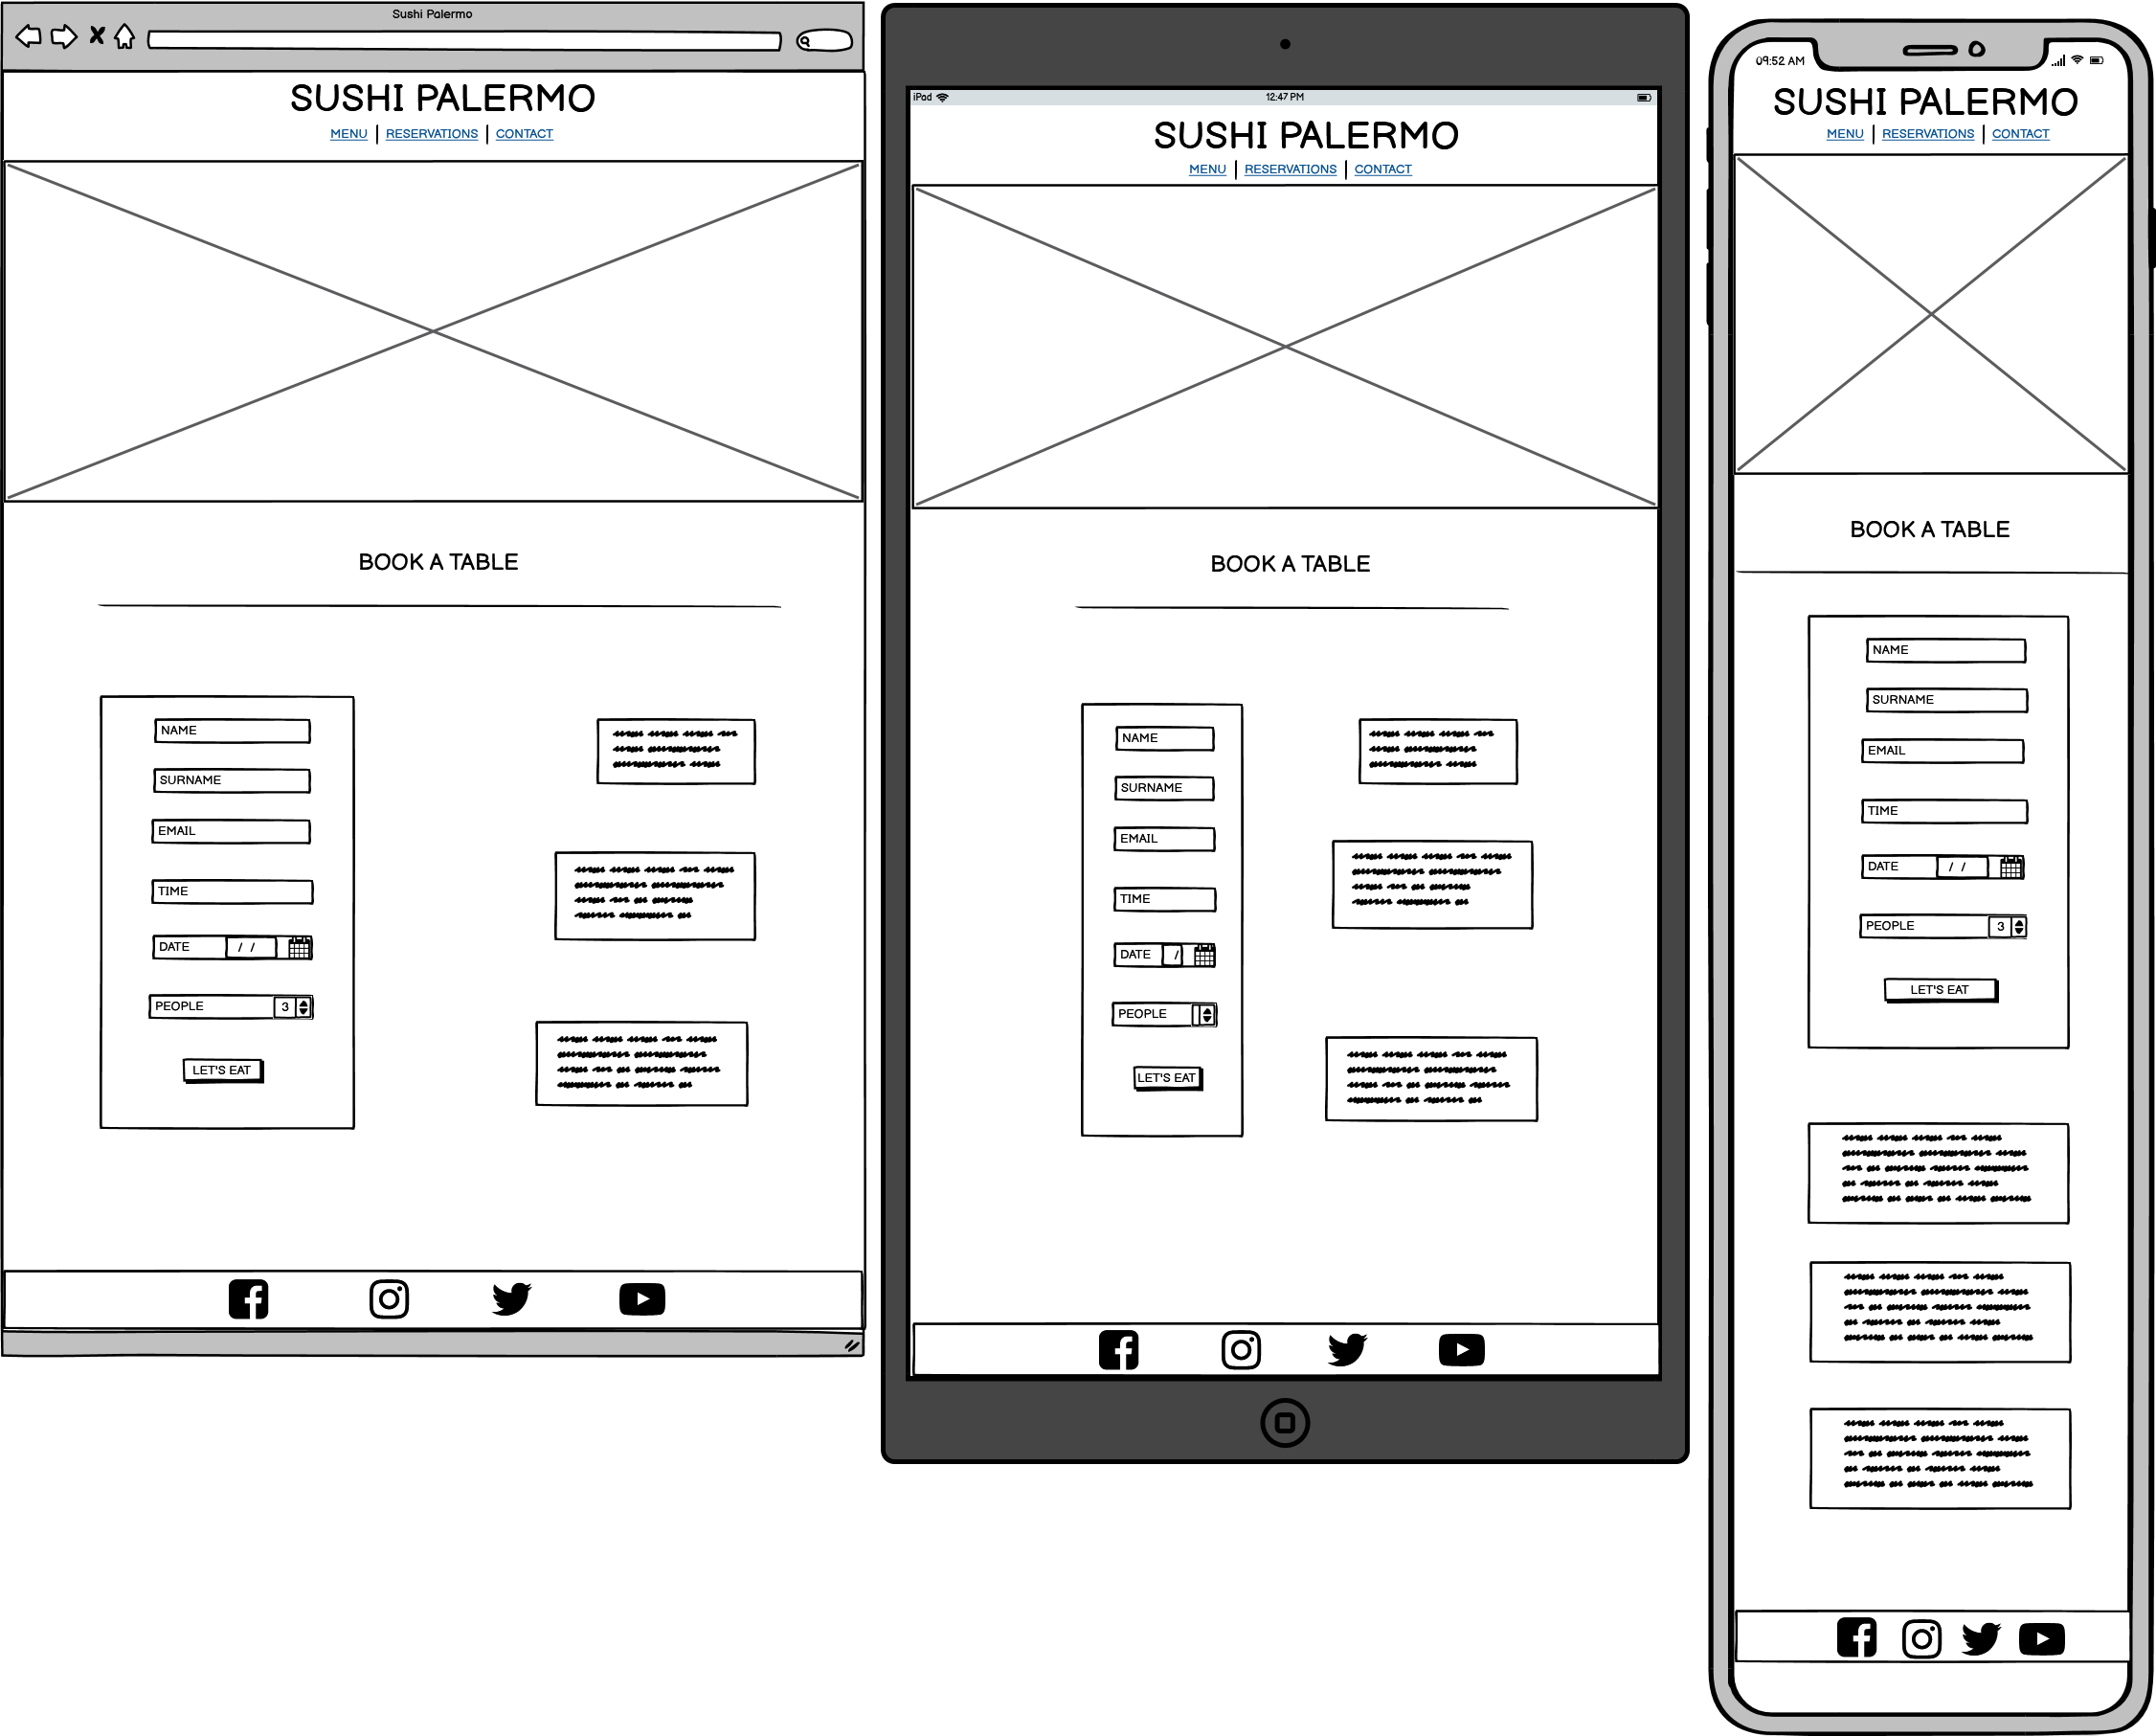 Sushi Palermo
SUSHI PALERMO
MENU RESERVATIONS CONTACT
BOOK A TABLE
NAME
SURNAME
EMAIL
TIME
DATE / /
PEOPLE 3
LET'S EAT
iPad 12:47 PM
SUSHI PALERMO
MENU RESERVATIONS CONTACT
BOOK A TABLE
NAME
SURNAME
EMAIL
TIME
DATE /
PEOPLE
LET'S EAT
09:52 AM
SUSHI PALERMO
MENU RESERVATIONS CONTACT
BOOK A TABLE
NAME
SURNAME
EMAIL
TIME
DATE / /
PEOPLE 3
LET'S EAT